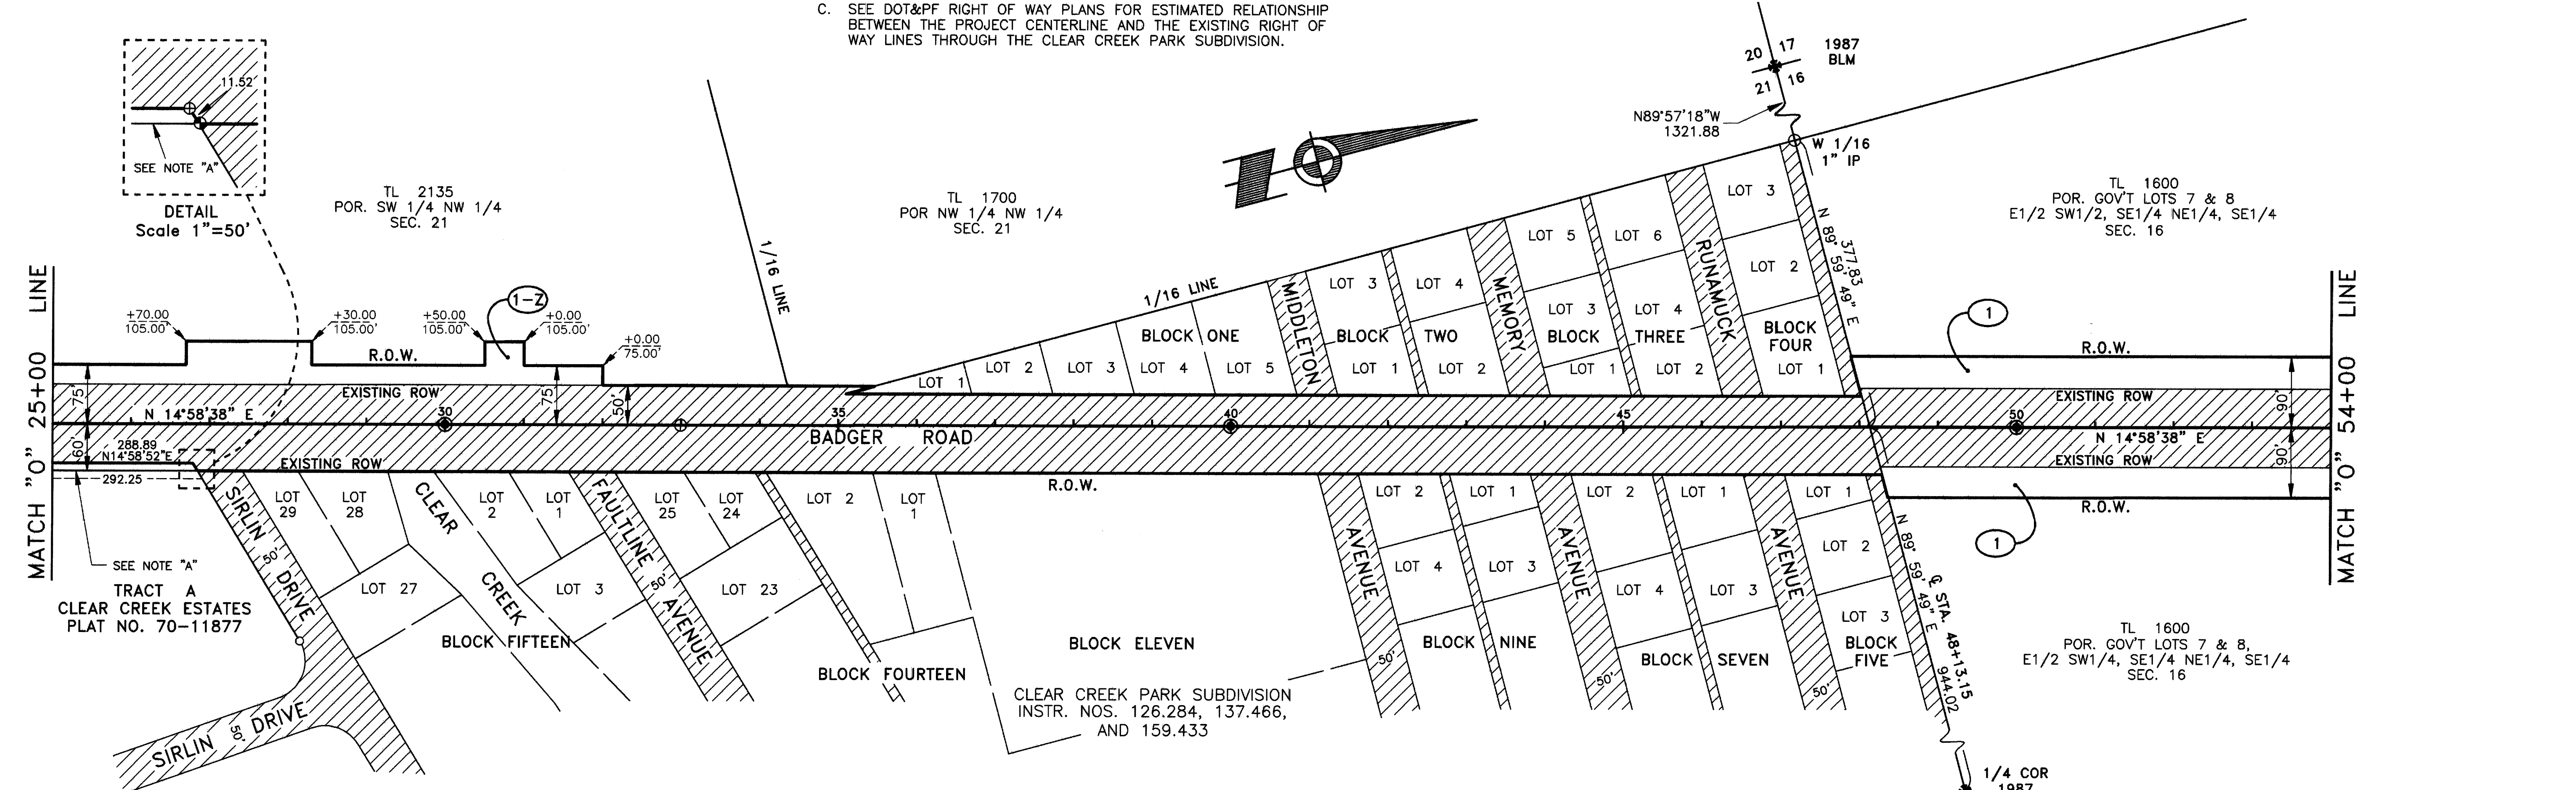 C. SEE DOT&PF RIGHT OF WAY PLANS FOR ESTIMATED RELATIONSHIP
BETWEEN THE PROJECT CENTERLINE AND THE EXISTING RIGHT OF
WAY LINES THROUGH THE CLEAR CREEK PARK SUBDIVISION.
11.52
SEE NOTE "A"
DETAIL
Scale 1"=50'
TL 2135
POR. SW 1/4 NW 1/4
SEC. 21
1/16 LINE
TL 1700
POR NW 1/4 NW 1/4
SEC. 21
20 17
21 16
1987
BLM
N89°57'18"W
1321.88
W 1/16
1" IP
TL 1600
POR. GOV'T LOTS 7 & 8
E1/2 SW1/2, SE1/4 NE1/4, SE1/4
SEC. 16
N 89° 59' 49" E
377.83
MATCH "O" 25+00 LINE
+70.00
105.00'
+30.00
105.00'
+50.00
105.00'
1-Z
+0.00
105.00'
+0.00
75.00'
R.O.W.
75'
75'
50'
60'
EXISTING ROW
N 14°58'38" E
30
35
40
45
50
BADGER ROAD
288.89
N14°58'52"E
292.25
EXISTING ROW
R.O.W.
1/16 LINE
BLOCK ONE
LOT 1
LOT 2
LOT 3
LOT 4
LOT 5
MIDDLETON
LOT 3
LOT 4
BLOCK TWO
LOT 1
LOT 2
MEMORY
LOT 5
LOT 6
LOT 3
LOT 4
BLOCK THREE
LOT 1
LOT 2
RUNAMUCK
LOT 3
LOT 2
BLOCK
FOUR
LOT 1
1
R.O.W.
EXISTING ROW
90'
N 14°58'38" E
EXISTING ROW
90'
R.O.W.
1
MATCH "O" 54+00 LINE
SEE NOTE "A"
TRACT A
CLEAR CREEK ESTATES
PLAT NO. 70-11877
SIRLIN 50' DRIVE
SIRLIN 50' DRIVE
LOT
29
LOT
28
LOT 27
CLEAR
CREEK
LOT
2
LOT
1
LOT 3
BLOCK FIFTEEN
FAULTLINE 50' AVENUE
LOT
25
LOT
24
LOT 23
LOT 2
LOT
1
BLOCK FOURTEEN
BLOCK ELEVEN
CLEAR CREEK PARK SUBDIVISION
INSTR. NOS. 126.284, 137.466,
AND 159.433
AVENUE
50'
LOT 2
LOT 1
LOT 4
LOT 3
BLOCK NINE
AVENUE
50'
LOT 2
LOT 1
LOT 4
LOT 3
BLOCK SEVEN
AVENUE
50'
LOT 1
LOT 2
LOT 3
BLOCK
FIVE
N 89° 59' 49" E
℄ STA. 48+13.15
944.02
TL 1600
POR. GOV'T LOTS 7 & 8,
E1/2 SW1/4, SE1/4 NE1/4, SE1/4
SEC. 16
1/4 COR
1987